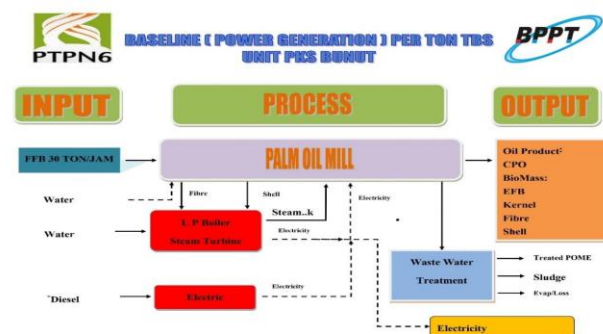 PTPN6
BASELINE ( POWER GENERATION ) PER TON TBS
UNIT PKS BUNUT
BPPT
INPUT
PROCESS
OUTPUT
FFB 30 TON/JAM
PALM OIL MILL
Oil Product:
CPO
BioMass:
EFB
Kernel
Fibre
Shell
Water
Fibre
Shell
Electricity
Steam..k
Water
L P Boiler
Steam Turbine
Electricity
Waste Water
Treatment
Treated POME
Sludge
Evap/Loss
`Diesel
Electric
Electricity
Electricity